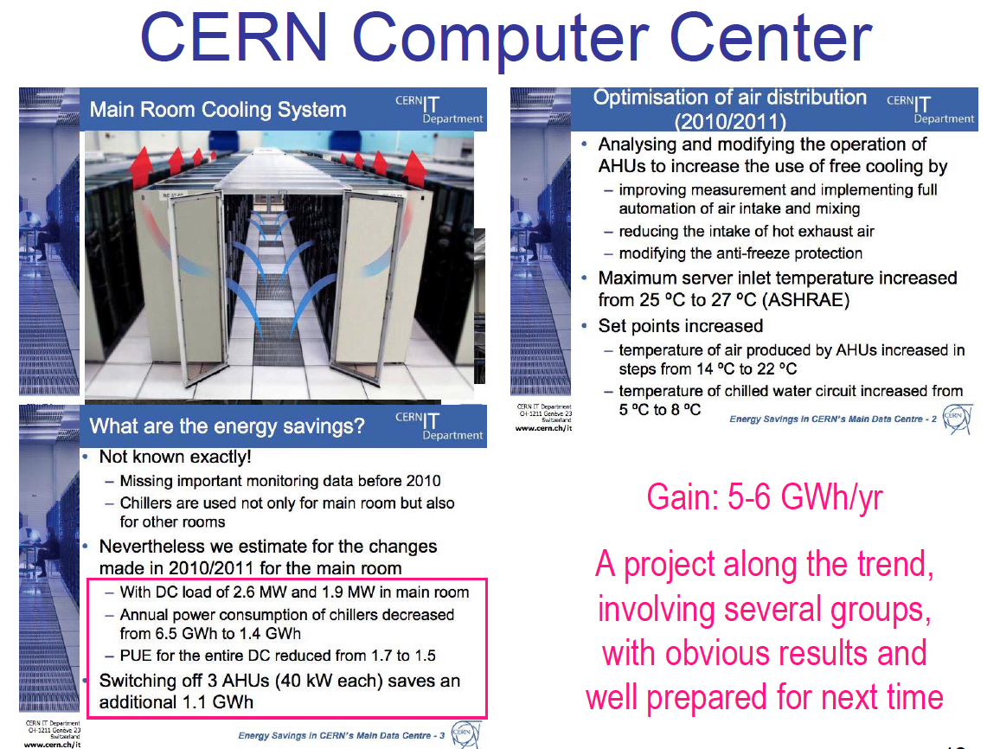 CERN Computer Center
Main Room Cooling System
CERN IT
Department
What are the energy savings?
CERN IT
Department
• Not known exactly!
– Missing important monitoring data before 2010
– Chillers are used not only for main room but also
for other rooms
• Nevertheless we estimate for the changes
made in 2010/2011 for the main room
– With DC load of 2.6 MW and 1.9 MW in main room
– Annual power consumption of chillers decreased
from 6.5 GWh to 1.4 GWh
– PUE for the entire DC reduced from 1.7 to 1.5
• Switching off 3 AHUs (40 kW each) saves an
additional 1.1 GWh
CERN IT Department
CH-1211 Genève 23
Switzerland
www.cern.ch/it
Energy Savings in CERN's Main Data Centre - 3
CERN
Optimisation of air distribution
(2010/2011)
CERN IT
Department
• Analysing and modifying the operation of
AHUs to increase the use of free cooling by
– improving measurement and implementing full
automation of air intake and mixing
– reducing the intake of hot exhaust air
– modifying the anti-freeze protection
• Maximum server inlet temperature increased
from 25 ºC to 27 ºC (ASHRAE)
• Set points increased
– temperature of air produced by AHUs increased in
steps from 14 ºC to 22 ºC
– temperature of chilled water circuit increased from
5 ºC to 8 ºC
CERN IT Department
CH-1211 Genève 23
Switzerland
www.cern.ch/it
Energy Savings in CERN's Main Data Centre - 2
CERN
Gain: 5-6 GWh/yr
A project along the trend,
involving several groups,
with obvious results and
well prepared for next time